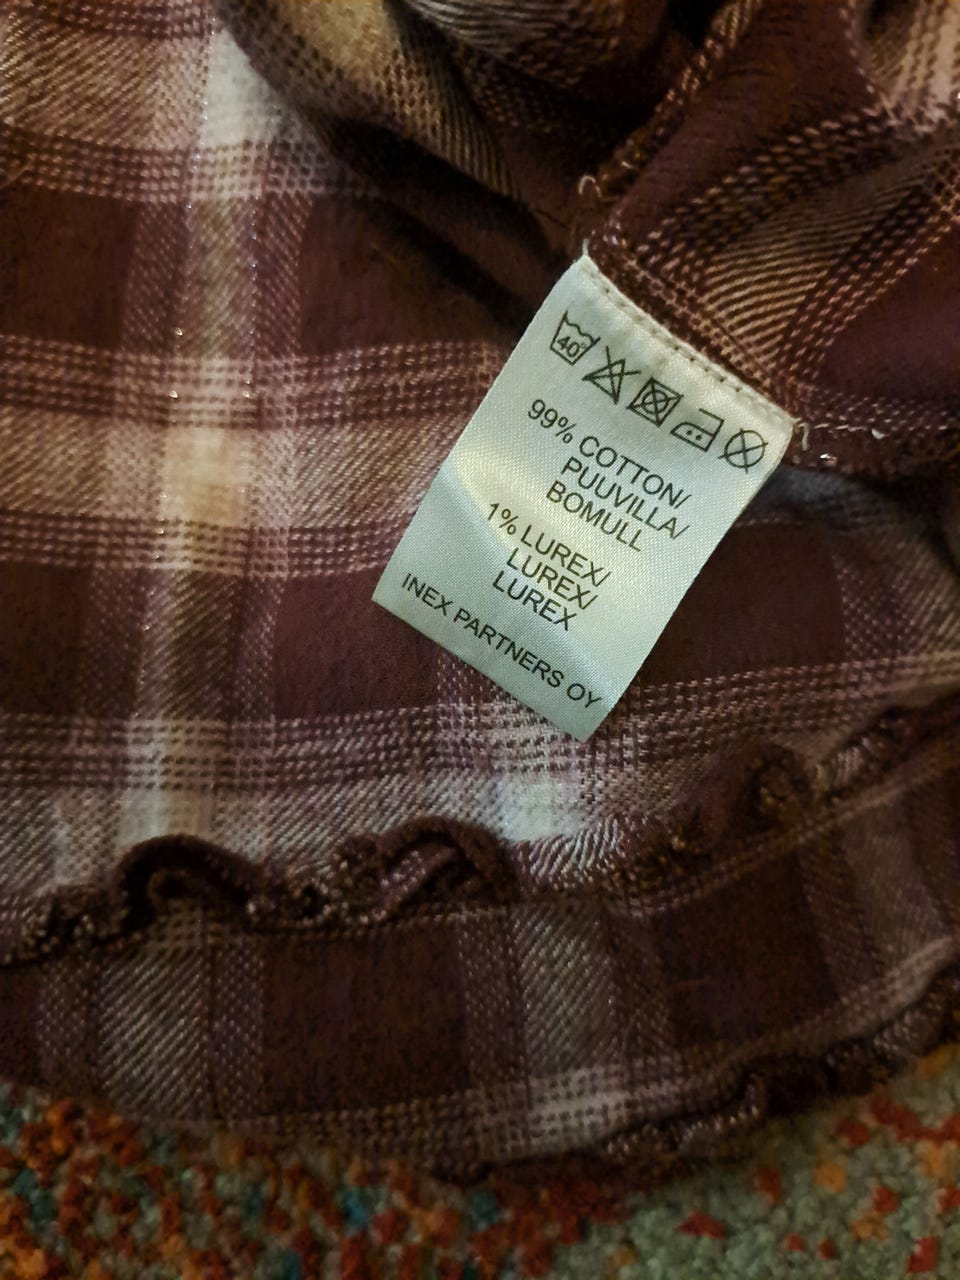 40°
99% COTTON/
PUUVILLA/
BOMULL
1% LUREX/
LUREX/
LUREX
INEX PARTNERS OY